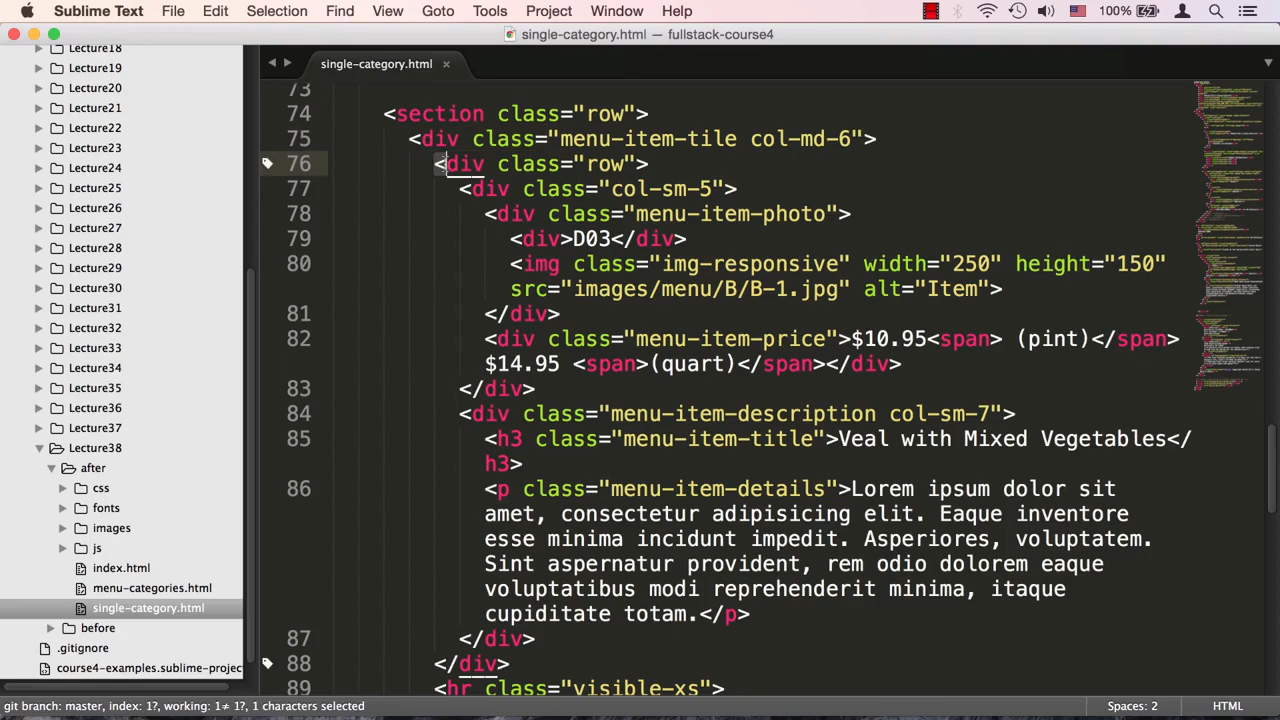 Sublime Text File Edit Selection Find View Goto Tools Project Window Help 100%
single-category.html — fullstack-course4
Lecture18
Lecture19
Lecture20
Lecture21
Lecture22
Lecture23
Lecture24
Lecture25
Lecture26
Lecture27
Lecture28
Lecture29
Lecture30
Lecture31
Lecture32
Lecture33
Lecture34
Lecture35
Lecture36
Lecture37
Lecture38
after
css
fonts
images
js
index.html
menu-categories.html
single-category.html
before
.gitignore
course4-examples.sublime-projec
single-category.html ×
73
74 <section class="row">
75 <div class="menu-item-tile col-md-6">
76 <div class="row">
77 <div class="col-sm-5">
78 <div class="menu-item-photo">
79 <div>D03</div>
80 <img class="img-responsive" width="250" height="150"
src="images/menu/B/B-1.jpg" alt="Item">
81 </div>
82 <div class="menu-item-price">$10.95<span> (pint)</span>
$14.95 <span>(quart)</span></div>
83 </div>
84 <div class="menu-item-description col-sm-7">
85 <h3 class="menu-item-title">Veal with Mixed Vegetables</
h3>
86 <p class="menu-item-details">Lorem ipsum dolor sit
amet, consectetur adipisicing elit. Eaque inventore
esse minima incidunt impedit. Asperiores, voluptatem.
Sint aspernatur provident, rem odio dolorem eaque
voluptatibus modi reprehenderit minima, itaque
cupiditate totam.</p>
87 </div>
88 </div>
89 <hr class="visible-xs">
git branch: master, index: 1?, working: 1≠ 1?, 1 characters selected
Spaces: 2 HTML